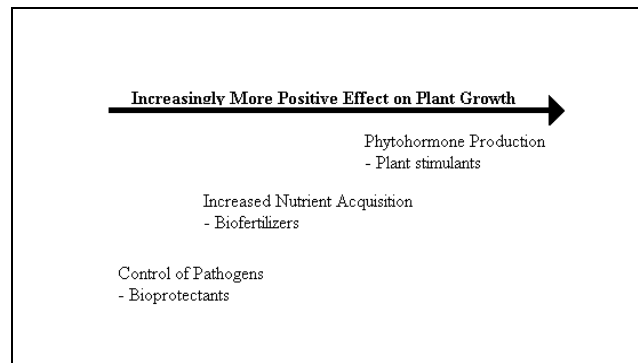 Increasingly More Positive Effect on Plant Growth
Phytohormone Production
- Plant stimulants
Increased Nutrient Acquisition
- Biofertilizers
Control of Pathogens
- Bioprotectants